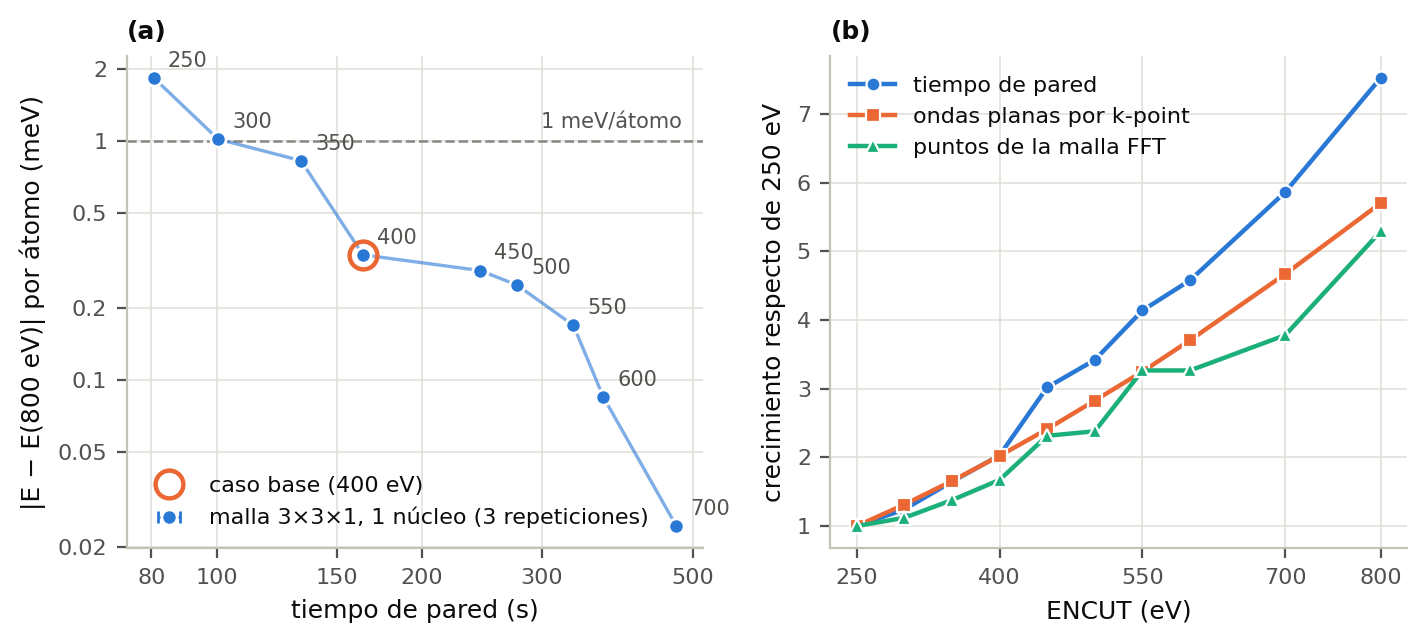 (a)
|E − E(800 eV)| por átomo (meV)
2
1
0.5
0.2
0.1
0.05
0.02
250
300
350
400
450
500
550
600
700
1 meV/átomo
caso base (400 eV)
malla 3×3×1, 1 núcleo (3 repeticiones)
80 100 150 200 300 500
tiempo de pared (s)
(b)
crecimiento respecto de 250 eV
7
6
5
4
3
2
1
tiempo de pared
ondas planas por k-point
puntos de la malla FFT
250 400 550 700 800
ENCUT (eV)